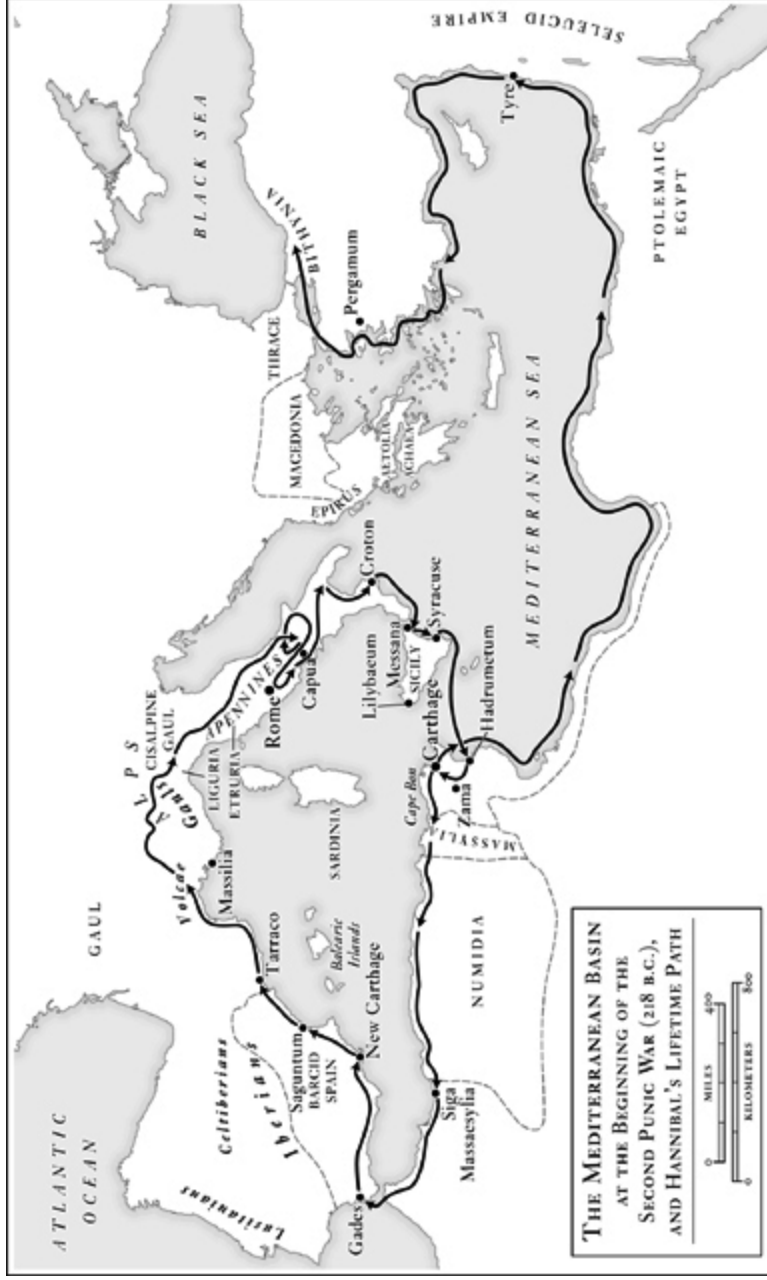 ATLANTIC
OCEAN
GAUL
BLACK SEA
SELEUCID EMPIRE
Lusitanians
Celtiberians
Iberians
Gades
Saguntum
BARCID
SPAIN
New Carthage
Tarraco
Balearic
Islands
Volcae
Gauls
Massilia
ALPS
CISALPINE
GAUL
LIGURIA
ETRURIA
APENNINES
Rome
Capua
SARDINIA
Croton
Messana
Lilybaeum
SICILY
Syracuse
EPIRUS
MACEDONIA
THRACE
AETOLIA
ACHAEA
BITHYNIA
Pergamum
Tyre
PTOLEMAIC
EGYPT
MEDITERRANEAN SEA
Carthage
Cape Bon
Hadrumetum
Zama
MASSYLIA
NUMIDIA
Siga
Massaesylia
THE MEDITERRANEAN BASIN
AT THE BEGINNING OF THE
SECOND PUNIC WAR (218 B.C.),
AND HANNIBAL'S LIFETIME PATH
0 MILES 400
0 KILOMETERS 800